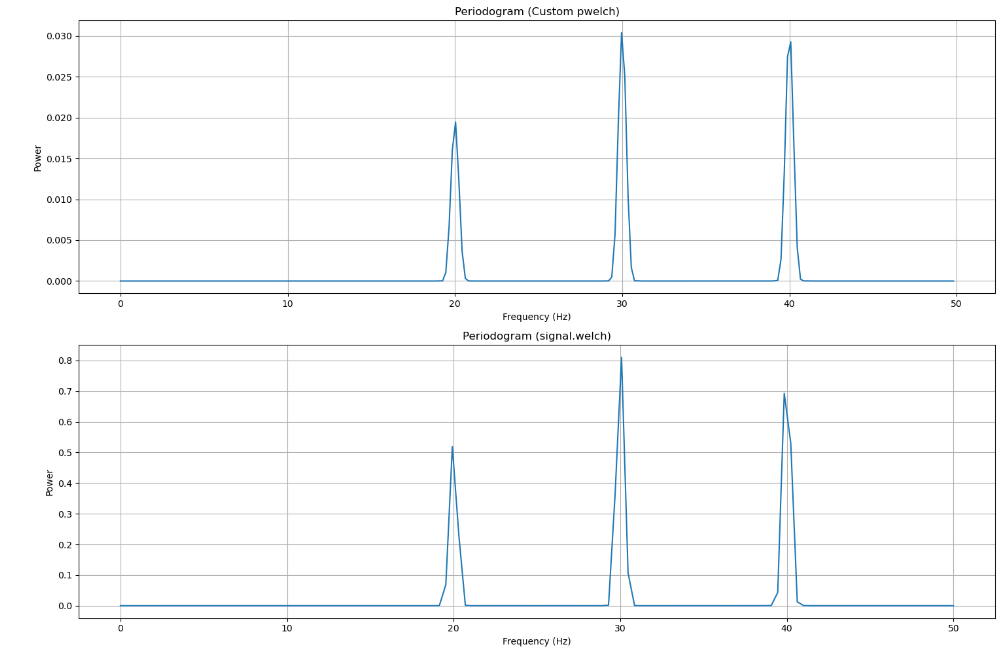 Periodogram (Custom pwelch)
0.030
0.025
0.020
0.015
0.010
0.005
0.000
Power
0 10 20 30 40 50
Frequency (Hz)
Periodogram (signal.welch)
0.8
0.7
0.6
0.5
0.4
0.3
0.2
0.1
0.0
Power
0 10 20 30 40 50
Frequency (Hz)